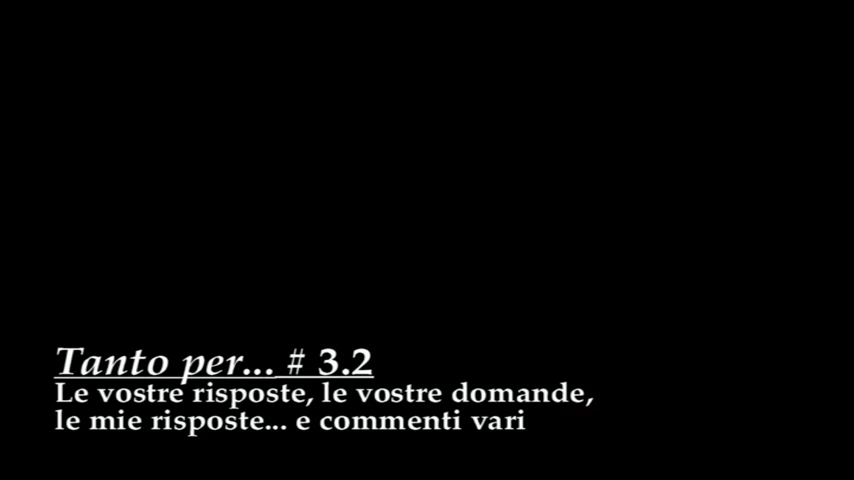 Tanto per... # 3.2
Le vostre risposte, le vostre domande,
le mie risposte... e commenti vari